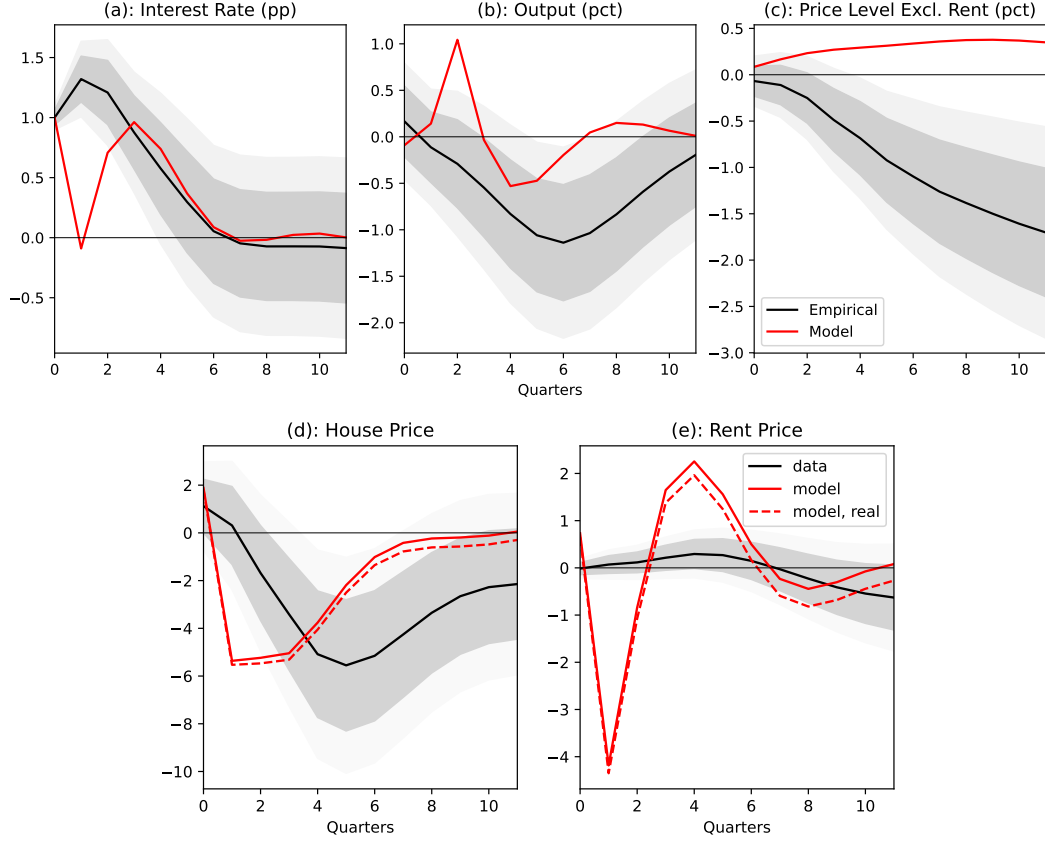 (a): Interest Rate (pp)
1.5
1.0
0.5
0.0
−0.5
0 2 4 6 8 10
(b): Output (pct)
1.0
0.5
0.0
−0.5
−1.0
−1.5
−2.0
0 2 4 6 8 10
Quarters
(c): Price Level Excl. Rent (pct)
0.5
0.0
−0.5
−1.0
−1.5
−2.0
−2.5
−3.0
Empirical
Model
0 2 4 6 8 10
(d): House Price
2
0
−2
−4
−6
−8
−10
0 2 4 6 8 10
Quarters
(e): Rent Price
2
1
0
−1
−2
−3
−4
data
model
model, real
0 2 4 6 8 10
Quarters